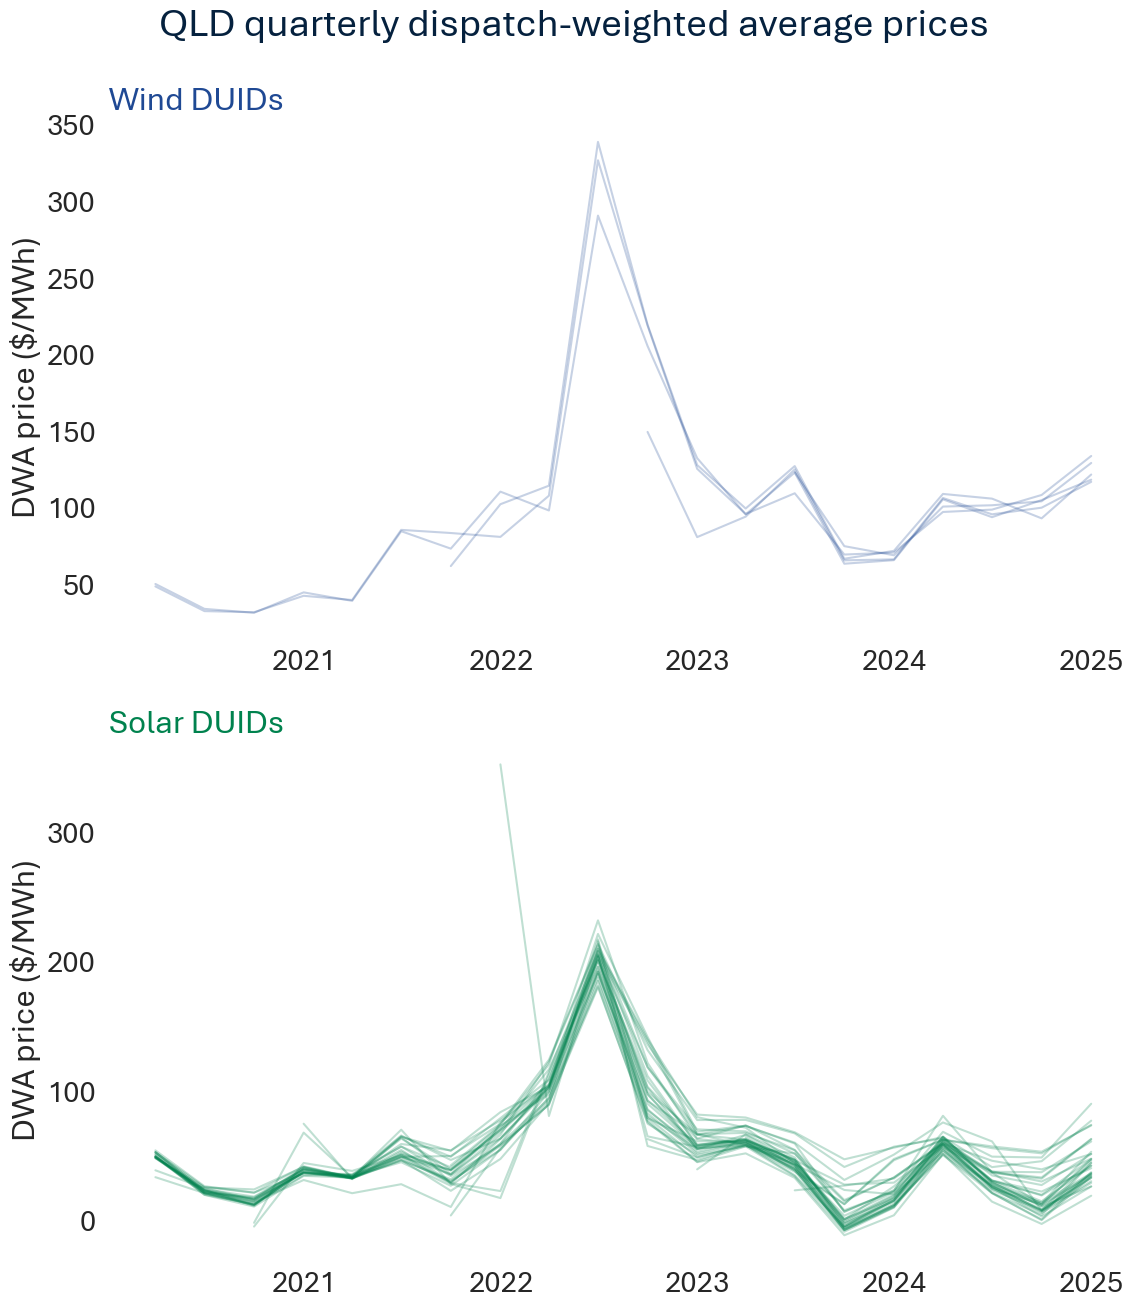 QLD quarterly dispatch-weighted average prices
Wind DUIDs
350
300
250
200
150
100
50
DWA price ($/MWh)
2021 2022 2023 2024 2025
Solar DUIDs
300
200
100
0
DWA price ($/MWh)
2021 2022 2023 2024 2025